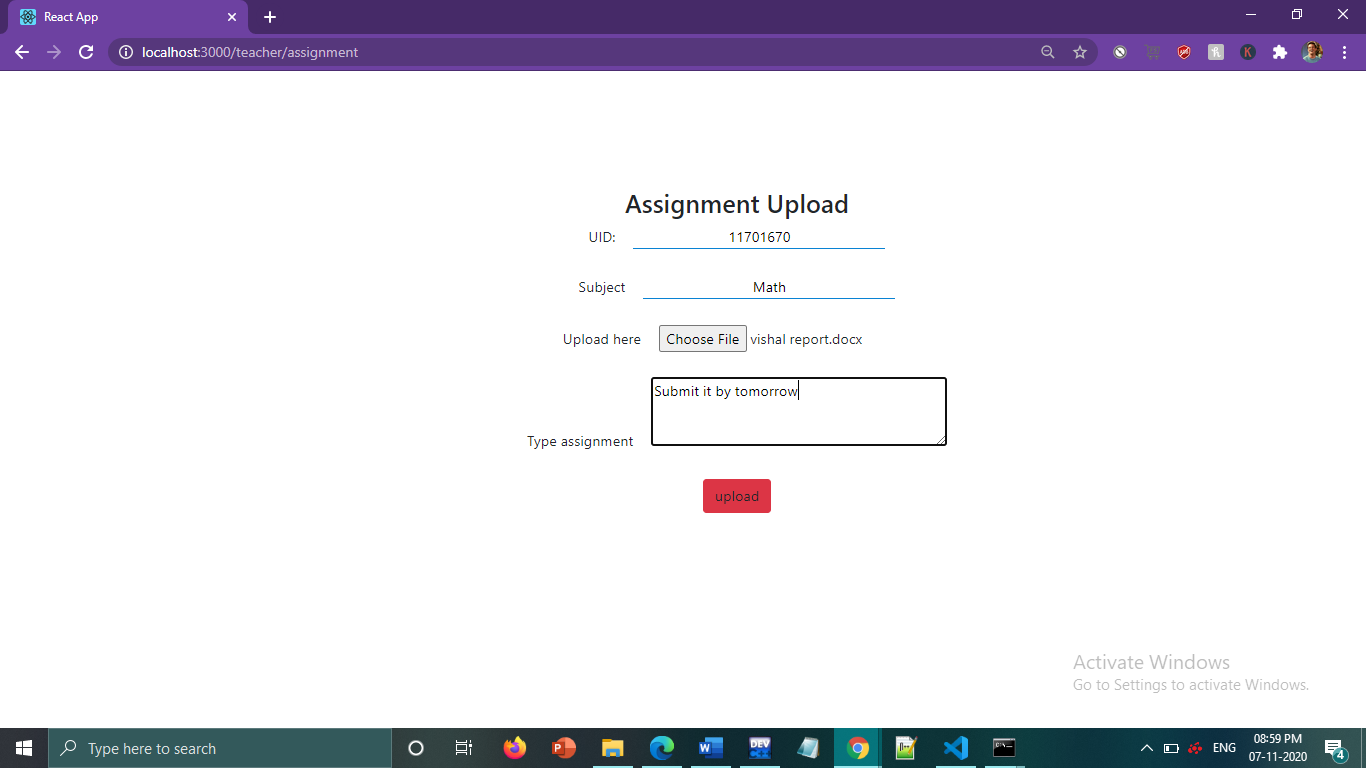 React App
localhost:3000/teacher/assignment
Assignment Upload
UID: 11701670
Subject Math
Upload here Choose File vishal report.docx
Submit it by tomorrow
Type assignment
upload
Activate Windows
Go to Settings to activate Windows.
Type here to search
DEV
ENG
08:59 PM
07-11-2020
4